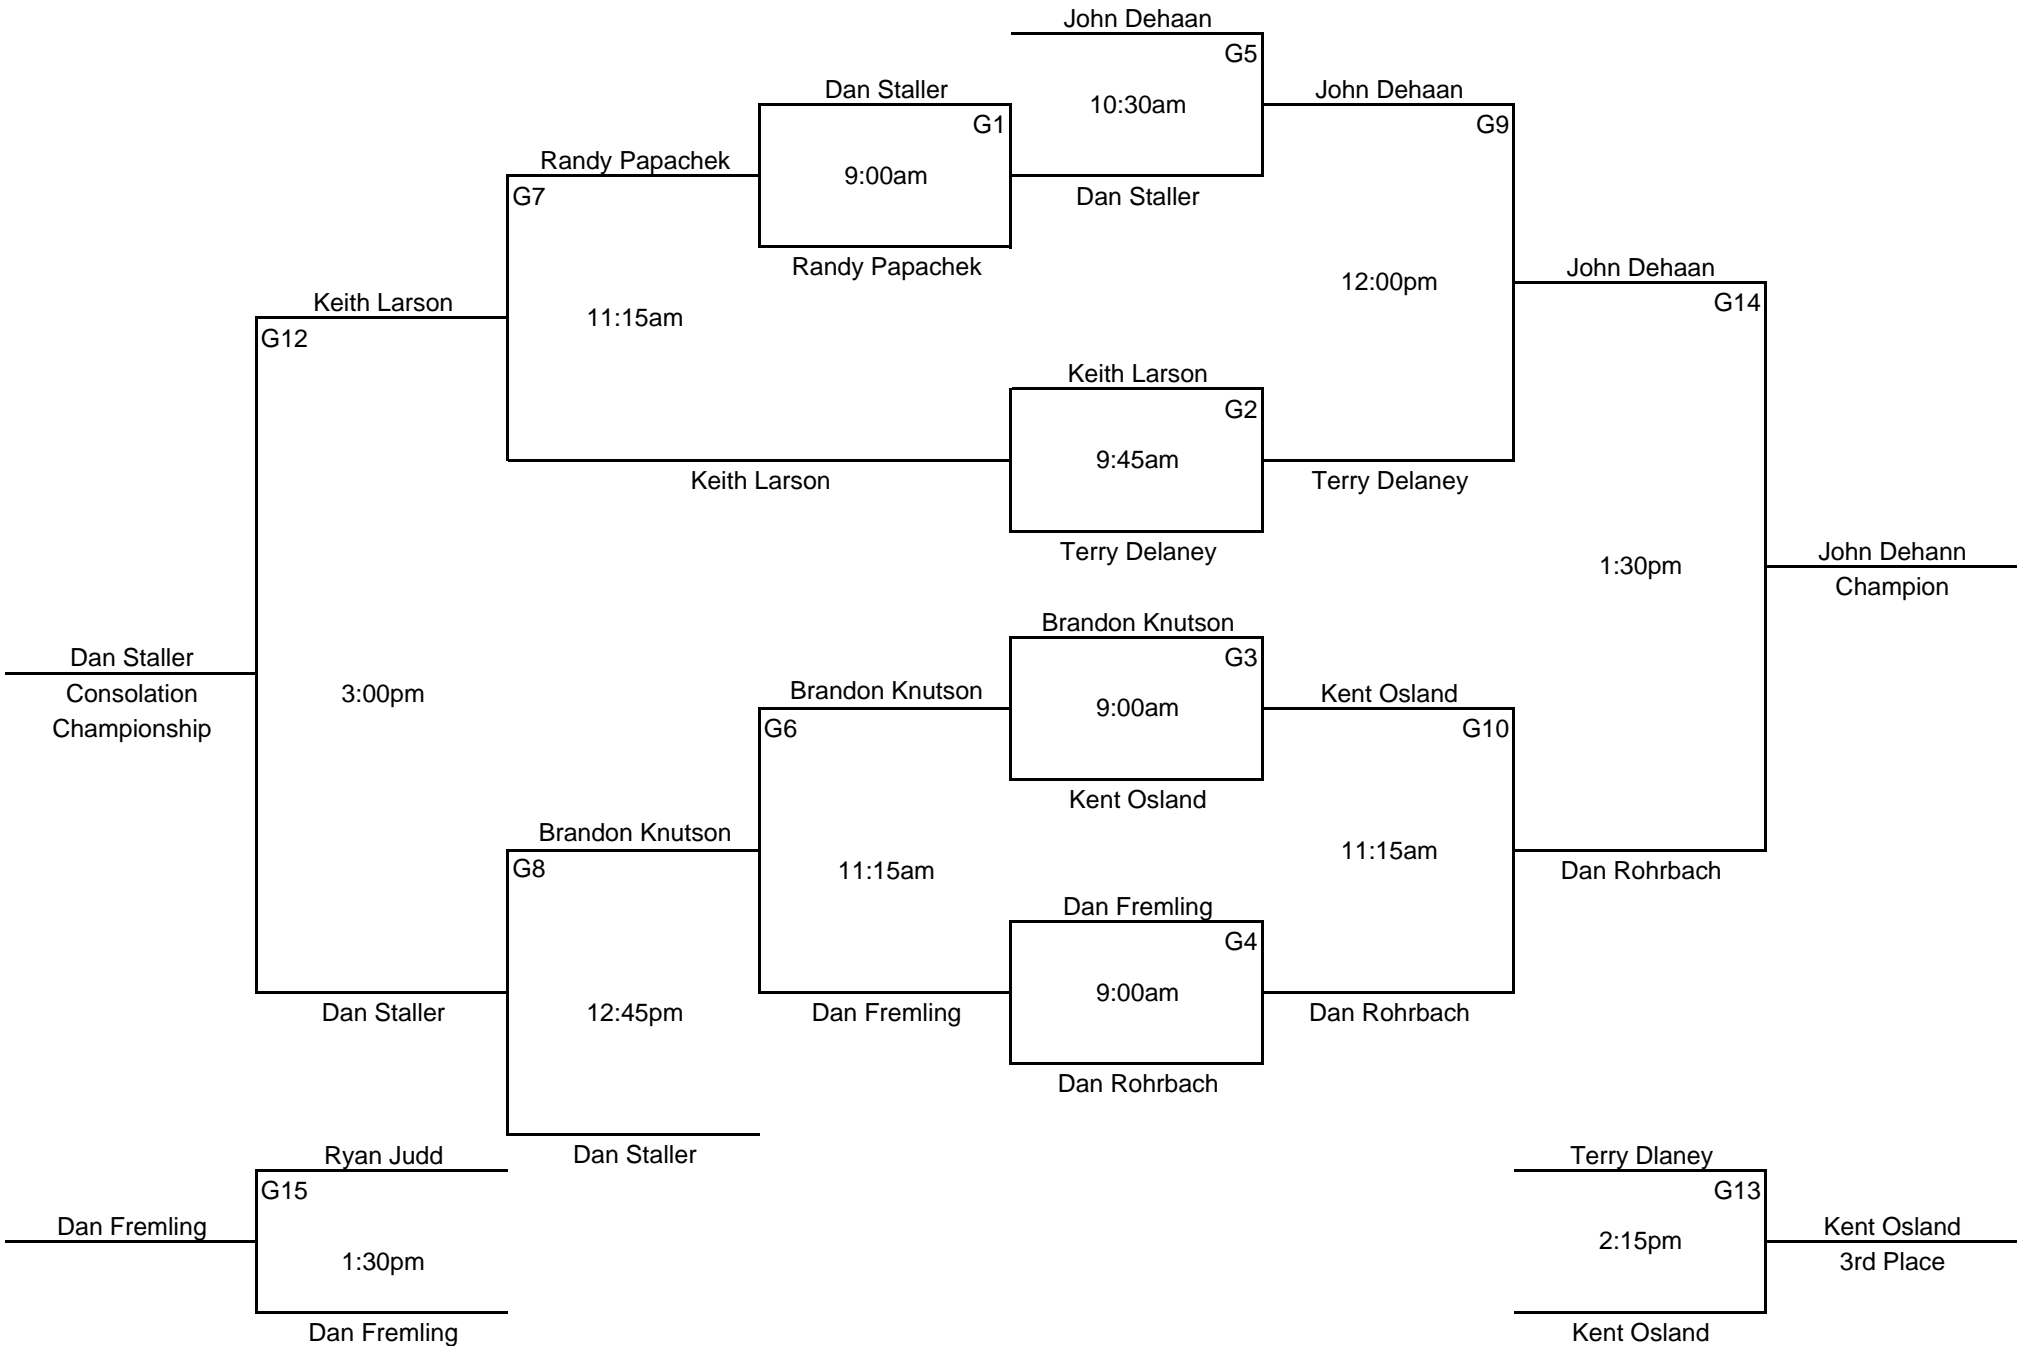 John Dehaan
G5
Dan Staller
10:30am
John Dehaan
G1
G9
Randy Papachek
9:00am
G7
Dan Staller
Randy Papachek
John Dehaan
12:00pm
Keith Larson
G14
11:15am
G12
Keith Larson
G2
9:45am
Keith Larson
Terry Delaney
Terry Delaney
John Dehann
1:30pm
Champion
Brandon Knutson
Dan Staller
G3
Consolation
3:00pm
Brandon Knutson
Kent Osland
9:00am
Championship
G6
G10
Kent Osland
Brandon Knutson
11:15am
G8
11:15am
Dan Rohrbach
Dan Fremling
G4
9:00am
Dan Staller
12:45pm
Dan Fremling
Dan Rohrbach
Dan Rohrbach
Ryan Judd
Dan Staller
Terry Dlaney
G15
G13
Dan Fremling
2:15pm
Kent Osland
1:30pm
3rd Place
Dan Fremling
Kent Osland